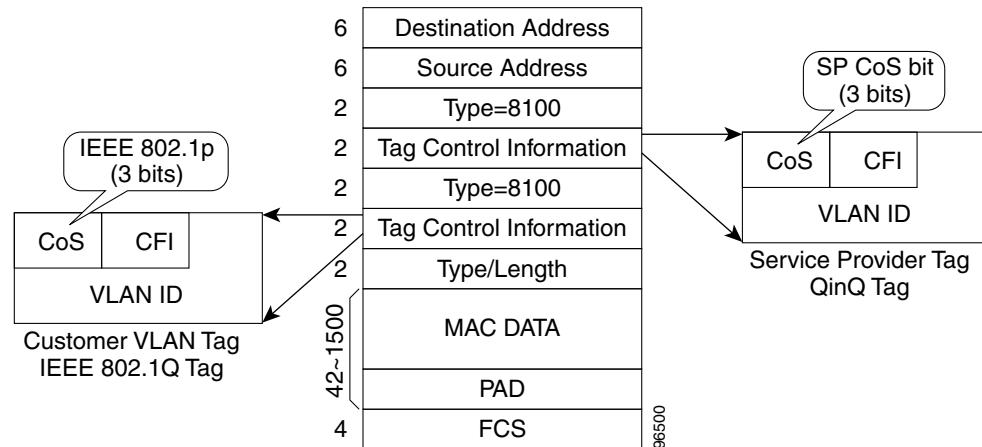 6 Destination Address
6 Source Address
2 Type=8100
2 Tag Control Information
2 Type=8100
2 Tag Control Information
2 Type/Length
42~1500
MAC DATA
PAD
4 FCS
IEEE 802.1p
(3 bits)
CoS CFI
VLAN ID
Customer VLAN Tag
IEEE 802.1Q Tag
SP CoS bit
(3 bits)
CoS CFI
VLAN ID
Service Provider Tag
QinQ Tag
96500